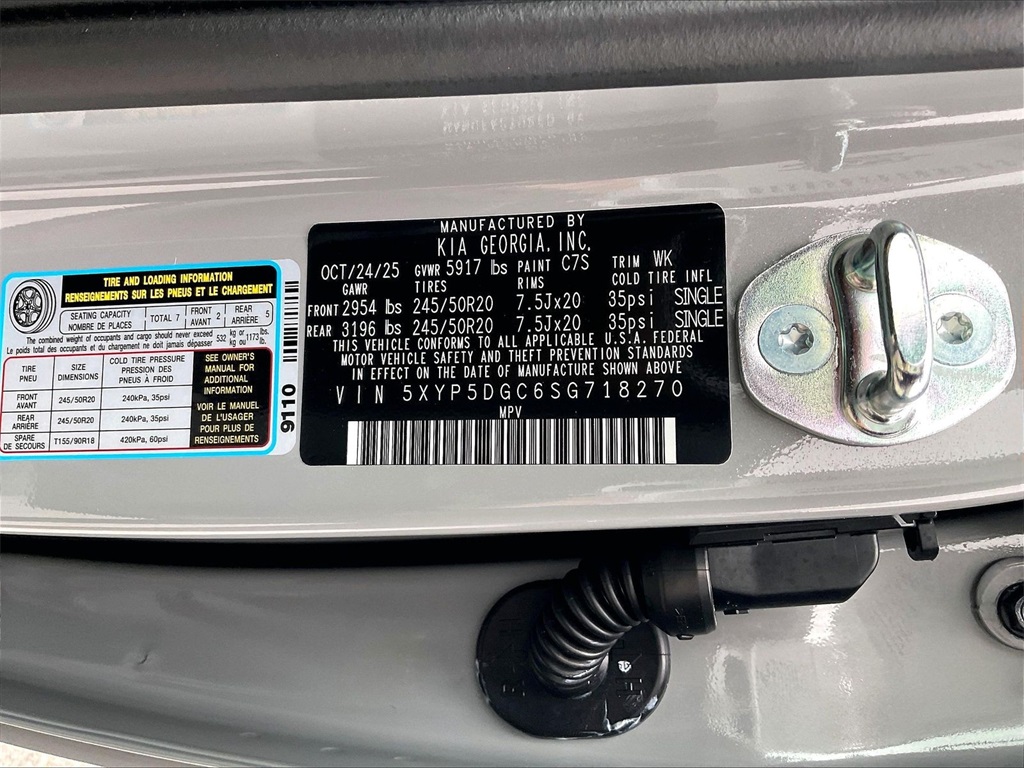 MANUFACTURED BY
KIA GEORGIA, INC.
OCT/24/25 GVWR 5917 lbs PAINT C7S TRIM WK
GAWR TIRES RIMS COLD TIRE INFL
FRONT 2954 lbs 245/50R20 7.5Jx20 35psi SINGLE
REAR 3196 lbs 245/50R20 7.5Jx20 35psi SINGLE
THIS VEHICLE CONFORMS TO ALL APPLICABLE U.S.A. FEDERAL
MOTOR VEHICLE SAFETY AND THEFT PREVENTION STANDARDS
IN EFFECT ON THE DATE OF MANUFACTURE SHOWN ABOVE
VIN 5XYP5DGC6SG718270
MPV
TIRE AND LOADING INFORMATION
RENSEIGNEMENTS SUR LES PNEUS ET LE CHARGEMENT
SEATING CAPACITY
NOMBRE DE PLACES
TOTAL 7
FRONT
AVANT 2
REAR
ARRIÈRE 5
The combined weight of occupants and cargo should never exceed 532 kg or 1173 lbs.
Le poids total des occupants et du chargement ne doit jamais dépasser kg ou lb.
TIRE
PNEU
SIZE
DIMENSIONS
COLD TIRE PRESSURE
PRESSION DES
PNEUS À FROID
FRONT
AVANT
245/50R20 240kPa, 35psi
REAR
ARRIÈRE
245/50R20 240kPa, 35psi
SPARE
DE SECOURS
T155/90R18 420kPa, 60psi
SEE OWNER'S
MANUAL FOR
ADDITIONAL
INFORMATION
VOIR LE MANUEL
DE L'USAGER
POUR PLUS DE
RENSEIGNEMENTS
9110